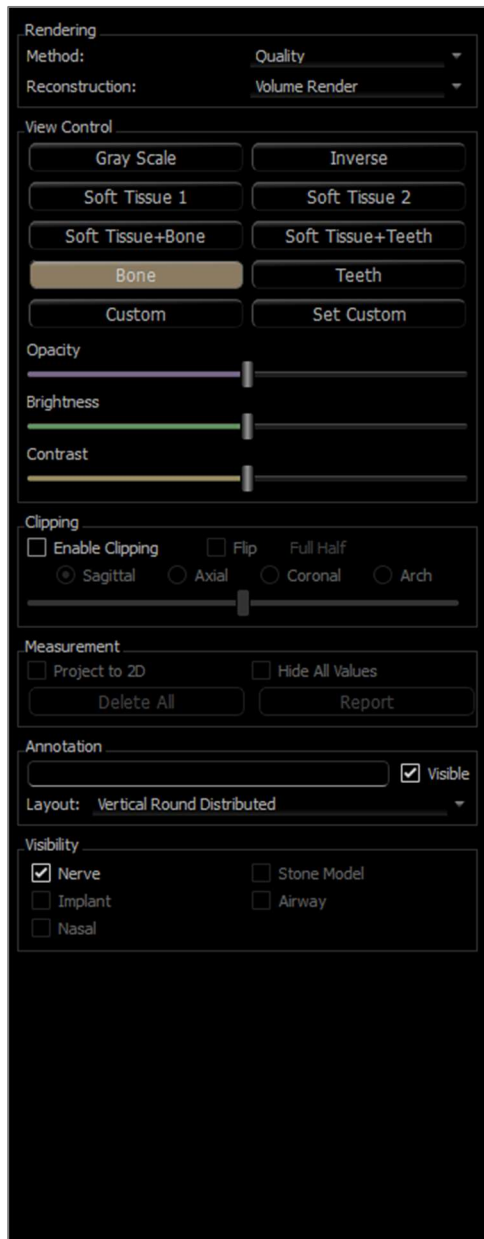 Rendering
Method: Quality
Reconstruction: Volume Render
View Control
Gray Scale Inverse
Soft Tissue 1 Soft Tissue 2
Soft Tissue+Bone Soft Tissue+Teeth
Bone Teeth
Custom Set Custom
Opacity
Brightness
Contrast
Clipping
Enable Clipping Flip Full Half
Sagittal Axial Coronal Arch
Measurement
Project to 2D Hide All Values
Delete All Report
Annotation
Visible
Layout: Vertical Round Distributed
Visibility
Nerve Stone Model
Implant Airway
Nasal